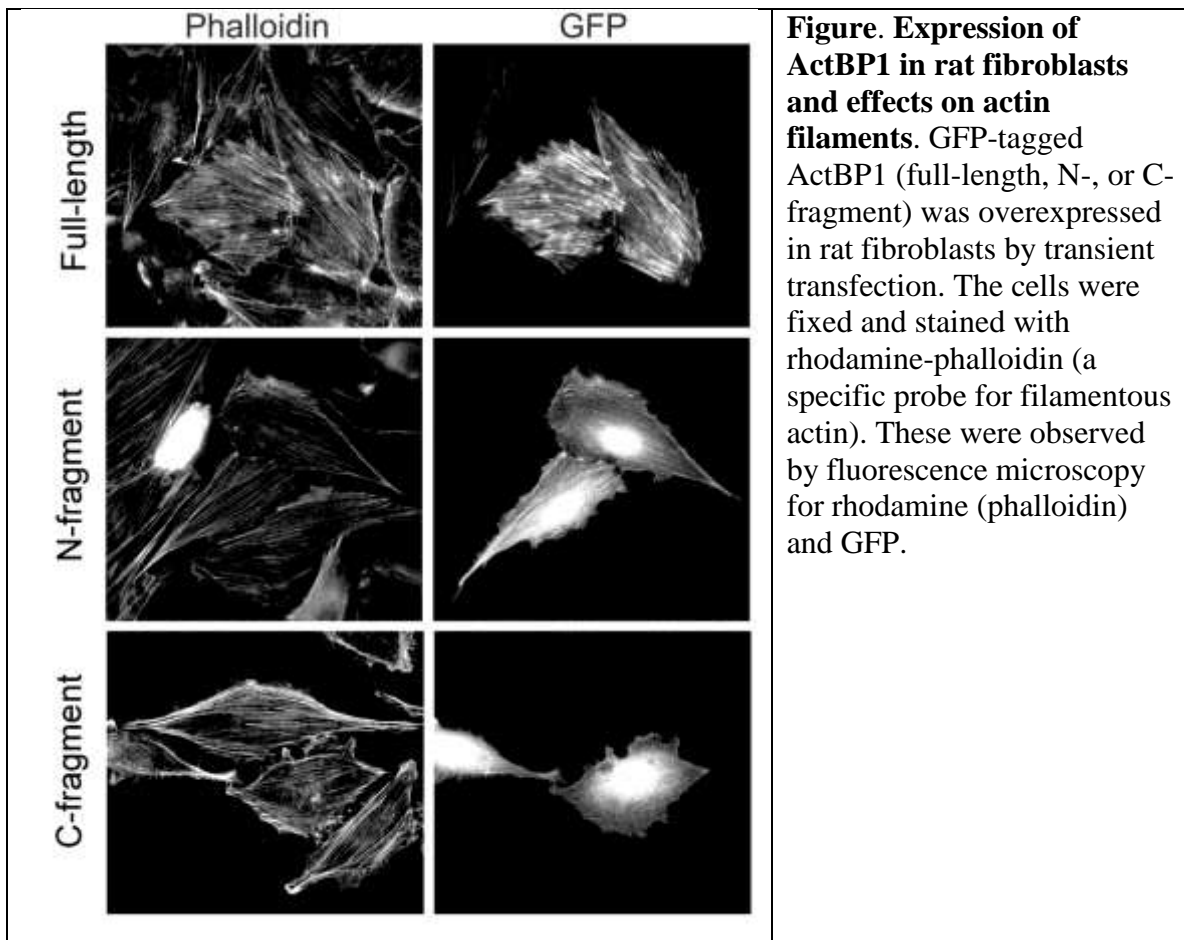 Phalloidin GFP
Full-length
N-fragment
C-fragment
Figure. Expression of
ActBP1 in rat fibroblasts
and effects on actin
filaments. GFP-tagged
ActBP1 (full-length, N-, or C-
fragment) was overexpressed
in rat fibroblasts by transient
transfection. The cells were
fixed and stained with
rhodamine-phalloidin (a
specific probe for filamentous
actin). These were observed
by fluorescence microscopy
for rhodamine (phalloidin)
and GFP.